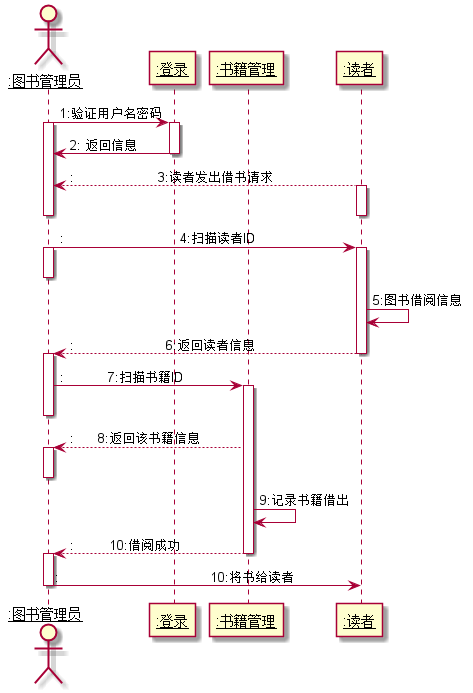 :图书管理员
:登录
:书籍管理
:读者
1:验证用户名密码
2: 返回信息
: 3:读者发出借书请求
: 4:扫描读者ID
5:图书借阅信息
: 6:返回读者信息
: 7:扫描书籍ID
: 8:返回该书籍信息
9:记录书籍借出
: 10:借阅成功
: 10:将书给读者
:图书管理员
:登录
:书籍管理
:读者